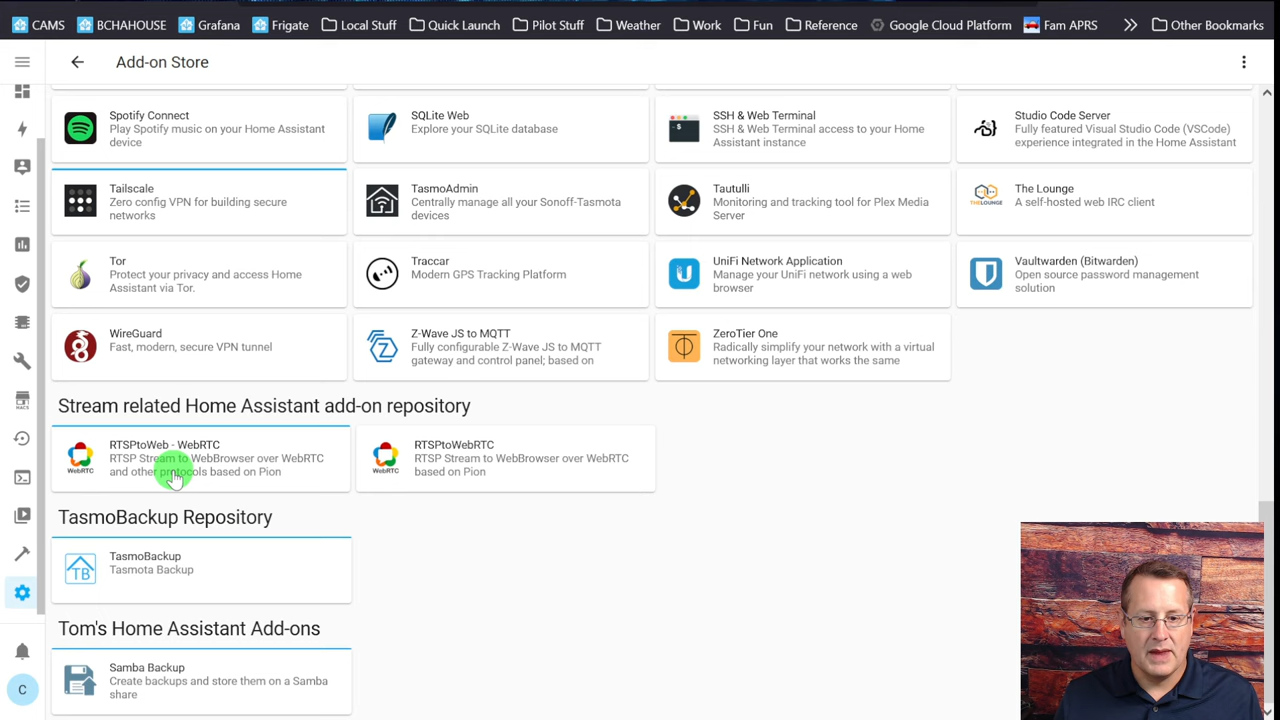 CAMS BCHAHOUSE Grafana Frigate Local Stuff Quick Launch Pilot Stuff Weather Work Fun Reference Google Cloud Platform Fam APRS Other Bookmarks
Add-on Store
Spotify Connect
Play Spotify music on your Home Assistant
device
SQLite Web
Explore your SQLite database
SSH & Web Terminal
SSH & Web Terminal access to your Home
Assistant instance
Studio Code Server
Fully featured Visual Studio Code (VSCode)
experience integrated in the Home Assistant
Tailscale
Zero config VPN for building secure
networks
TasmoAdmin
Centrally manage all your Sonoff-Tasmota
devices
Tautulli
Monitoring and tracking tool for Plex Media
Server
THELOUNGE
The Lounge
A self-hosted web IRC client
Tor
Protect your privacy and access Home
Assistant via Tor.
Traccar
Modern GPS Tracking Platform
UniFi Network Application
Manage your UniFi network using a web
browser
Vaultwarden (Bitwarden)
Open source password management
solution
WireGuard
Fast, modern, secure VPN tunnel
Z-Wave JS to MQTT
Fully configurable Z-Wave JS to MQTT
gateway and control panel; based on
ZeroTier One
Radically simplify your network with a virtual
networking layer that works the same
HACS
Stream related Home Assistant add-on repository
WebRTC
RTSPtoWeb - WebRTC
RTSP Stream to WebBrowser over WebRTC
and other protocols based on Pion
WebRTC
RTSPtoWebRTC
RTSP Stream to WebBrowser over WebRTC
based on Pion
TasmoBackup Repository
TB
TasmoBackup
Tasmota Backup
Tom's Home Assistant Add-ons
Samba Backup
Create backups and store them on a Samba
share
C